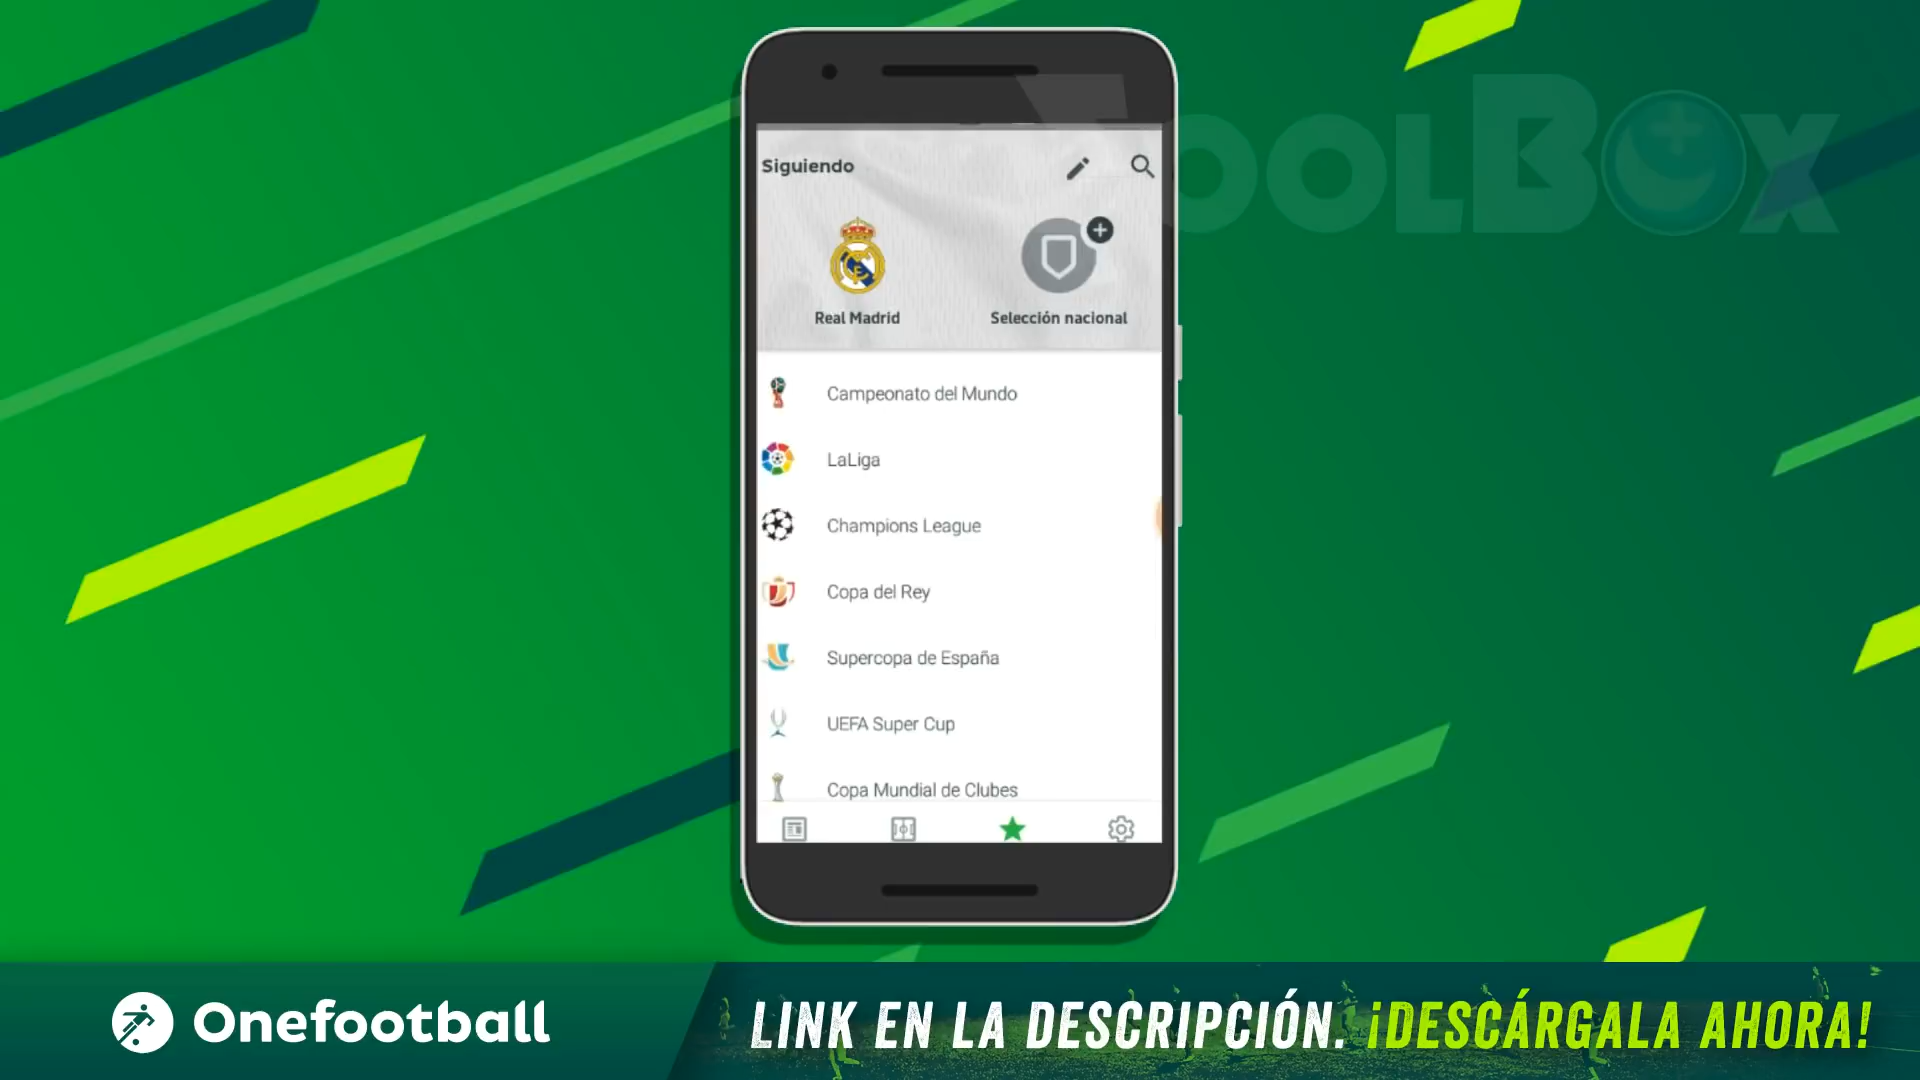 TOOLBOX
Siguiendo
Real Madrid
Selección nacional
Campeonato del Mundo
LaLiga
Champions League
Copa del Rey
Supercopa de España
UEFA Super Cup
Copa Mundial de Clubes
Onefootball
LINK EN LA DESCRIPCIÓN. ¡DESCÁRGALA AHORA!